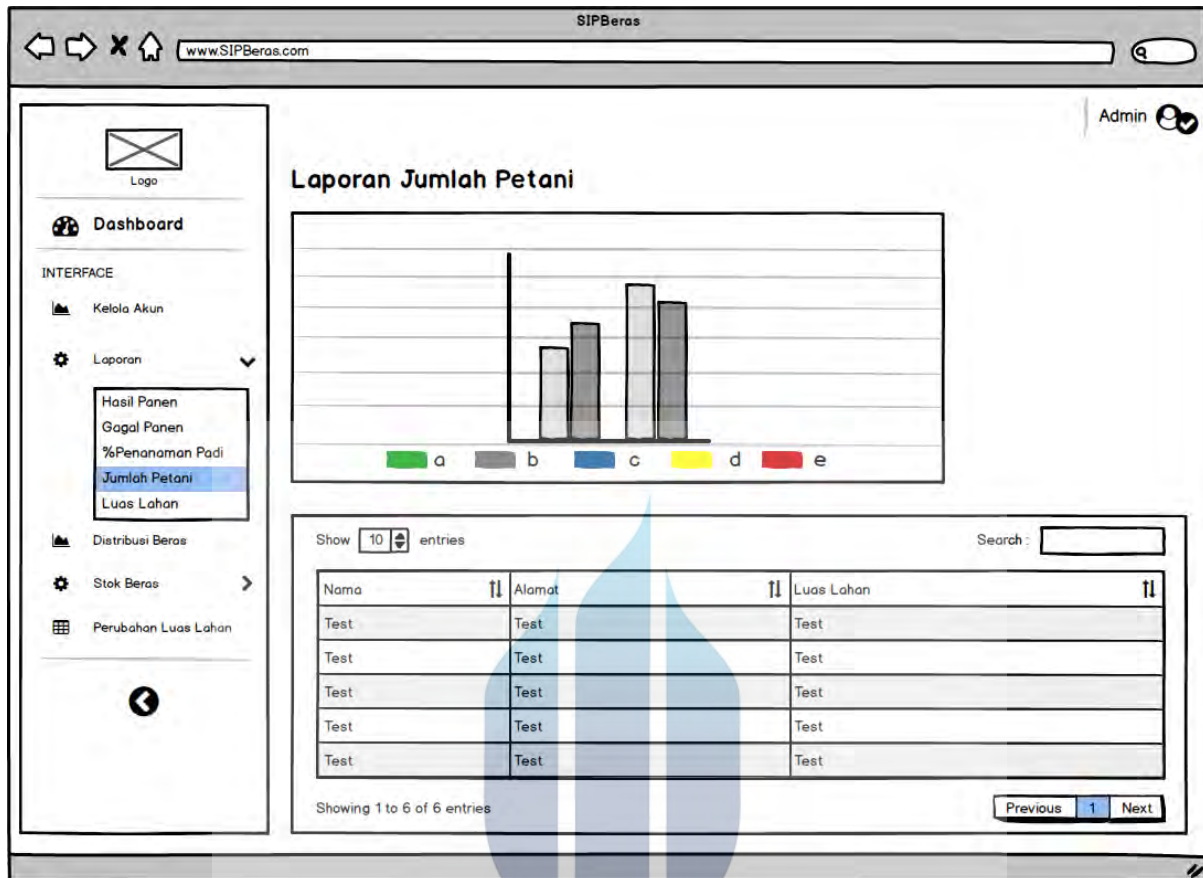 SIPBeras
www.SIPBeras.com
Admin
Logo
Dashboard
INTERFACE
Kelola Akun
Laporan
Hasil Panen
Gagal Panen
%Penanaman Padi
Jumlah Petani
Luas Lahan
Distribusi Beras
Stok Beras
Perubahan Luas Lahan
Laporan Jumlah Petani
a b c d e
Show 10 entries Search :
Nama Alamat Luas Lahan
Test Test Test
Test Test Test
Test Test Test
Test Test Test
Test Test Test
Showing 1 to 6 of 6 entries Previous 1 Next